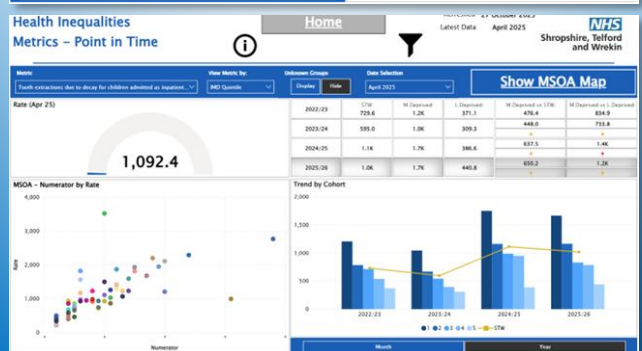 Health Inequalities
Metrics - Point in Time
Home
27 October 2025
Latest Data: April 2025
NHS
Shropshire, Telford
and Wrekin
Metric
Tooth extractions due to decay for children admitted as inpatient...
View Metric by:
IMD Quintile
Unknown Groups
Display Hide
Date Selection
April 2025
Show MSOA Map
Rate (Apr 25)
1,092.4
STW M.Deprived L.Deprived M.Deprived vs STW M.Deprived vs L.Deprived
2022/23 729.6 1.2K 371.1 476.4 834.9
2023/24 595.0 1.0K 309.3 448.0 733.8
2024/25 1.1K 1.7K 386.6 637.5 1.4K
2025/26 1.0K 1.7K 440.8 650.2 1.2K
MSOA - Numerator by Rate
4,000
3,000
2,000
1,000
0
Rate
Numerator
Trend by Cohort
2,000
1,500
1,000
500
0
2022/23 2023/24 2024/25 2025/26
1 2 3 4 5 STW
Month Year